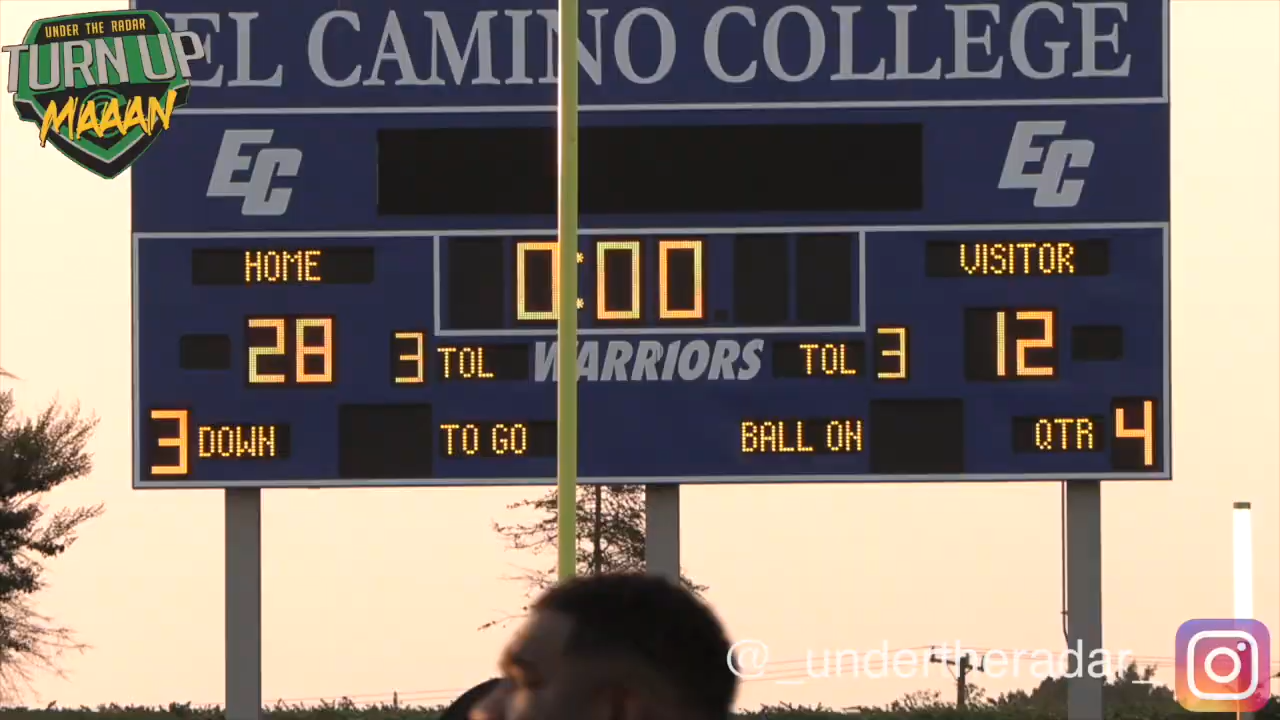 UNDER THE RADAR
TURN UP
MAAAN
EL CAMINO COLLEGE
EC
EC
HOME
0:00
VISITOR
28
3 TOL
WARRIORS
TOL 3
12
3 DOWN
TO GO
BALL ON
QTR 4
@_undertheradar_